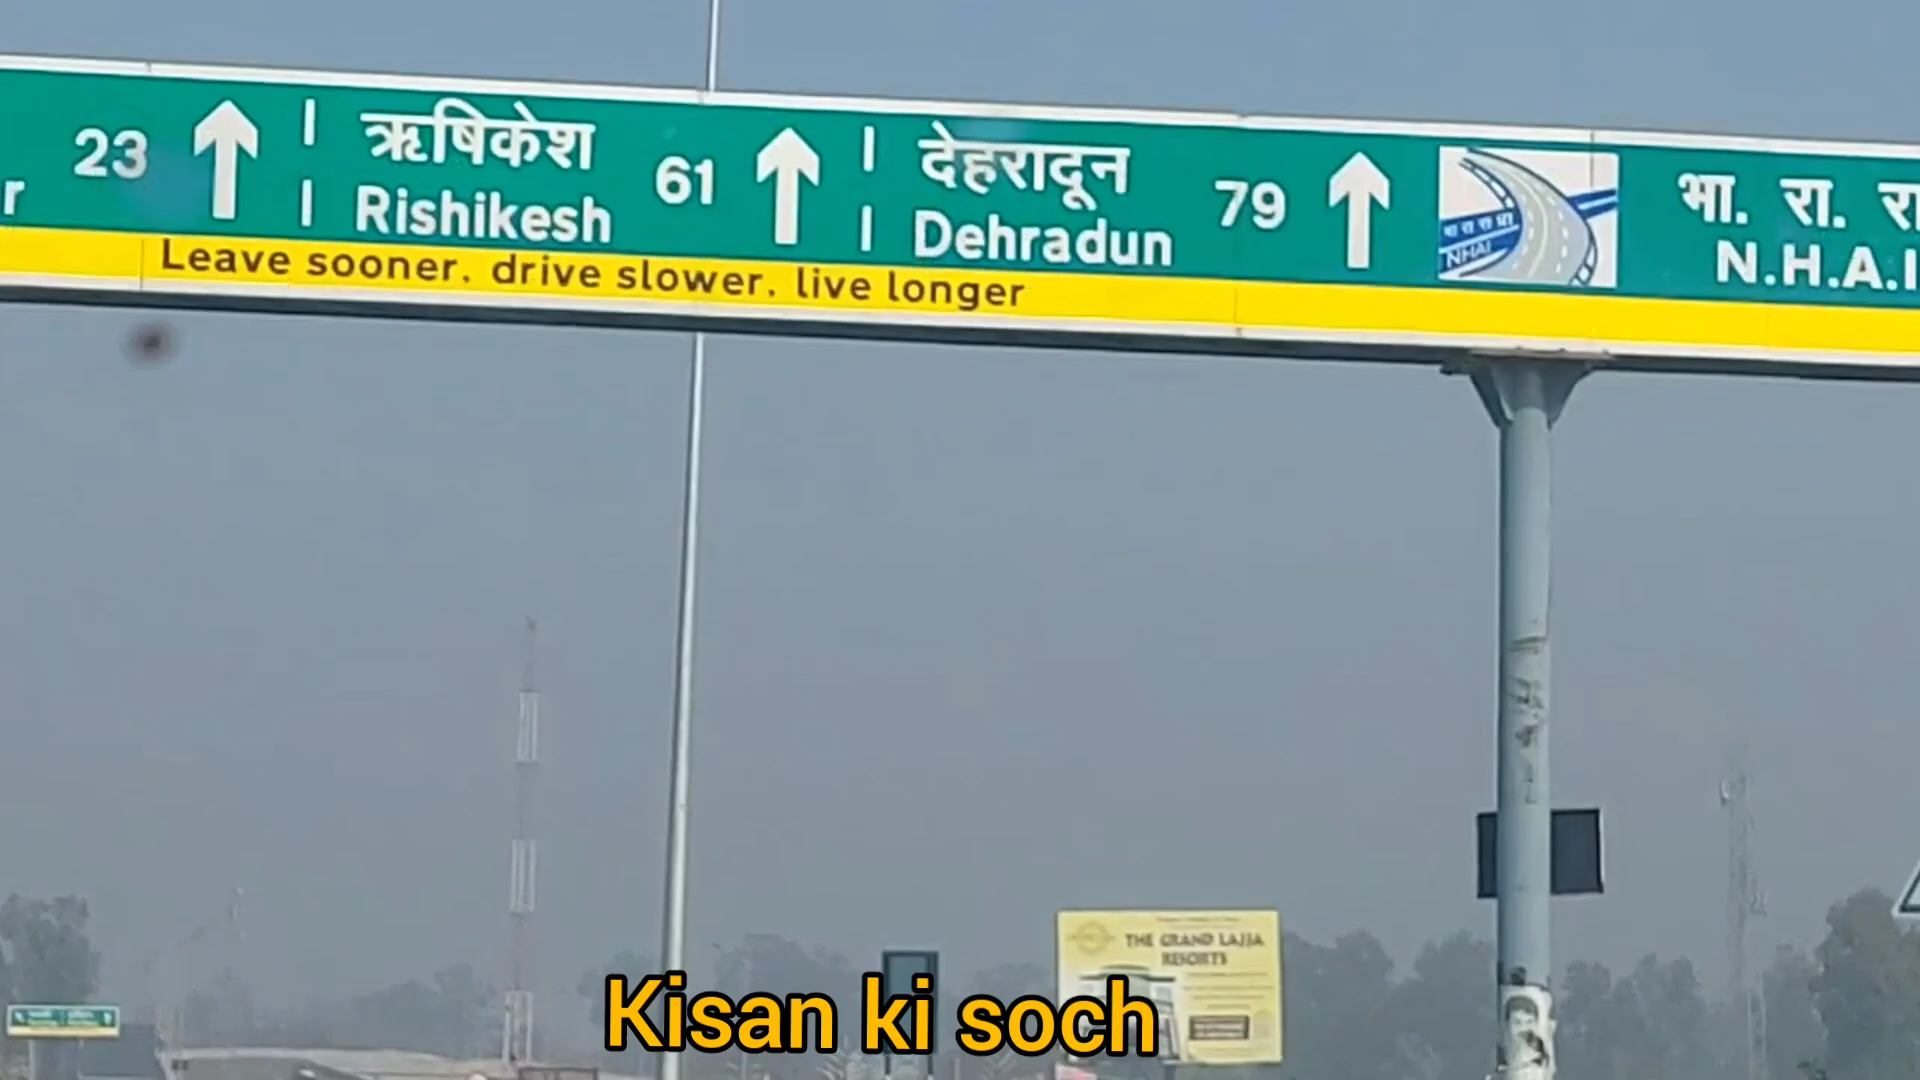 23
r
ऋषिकेश
Rishikesh
61
देहरादून
Dehradun
79
NHAI
भा. रा. रा
N.H.A.I
Leave sooner. drive slower. live longer
THE GRAND LAJJA
RESORTS
Kisan ki soch